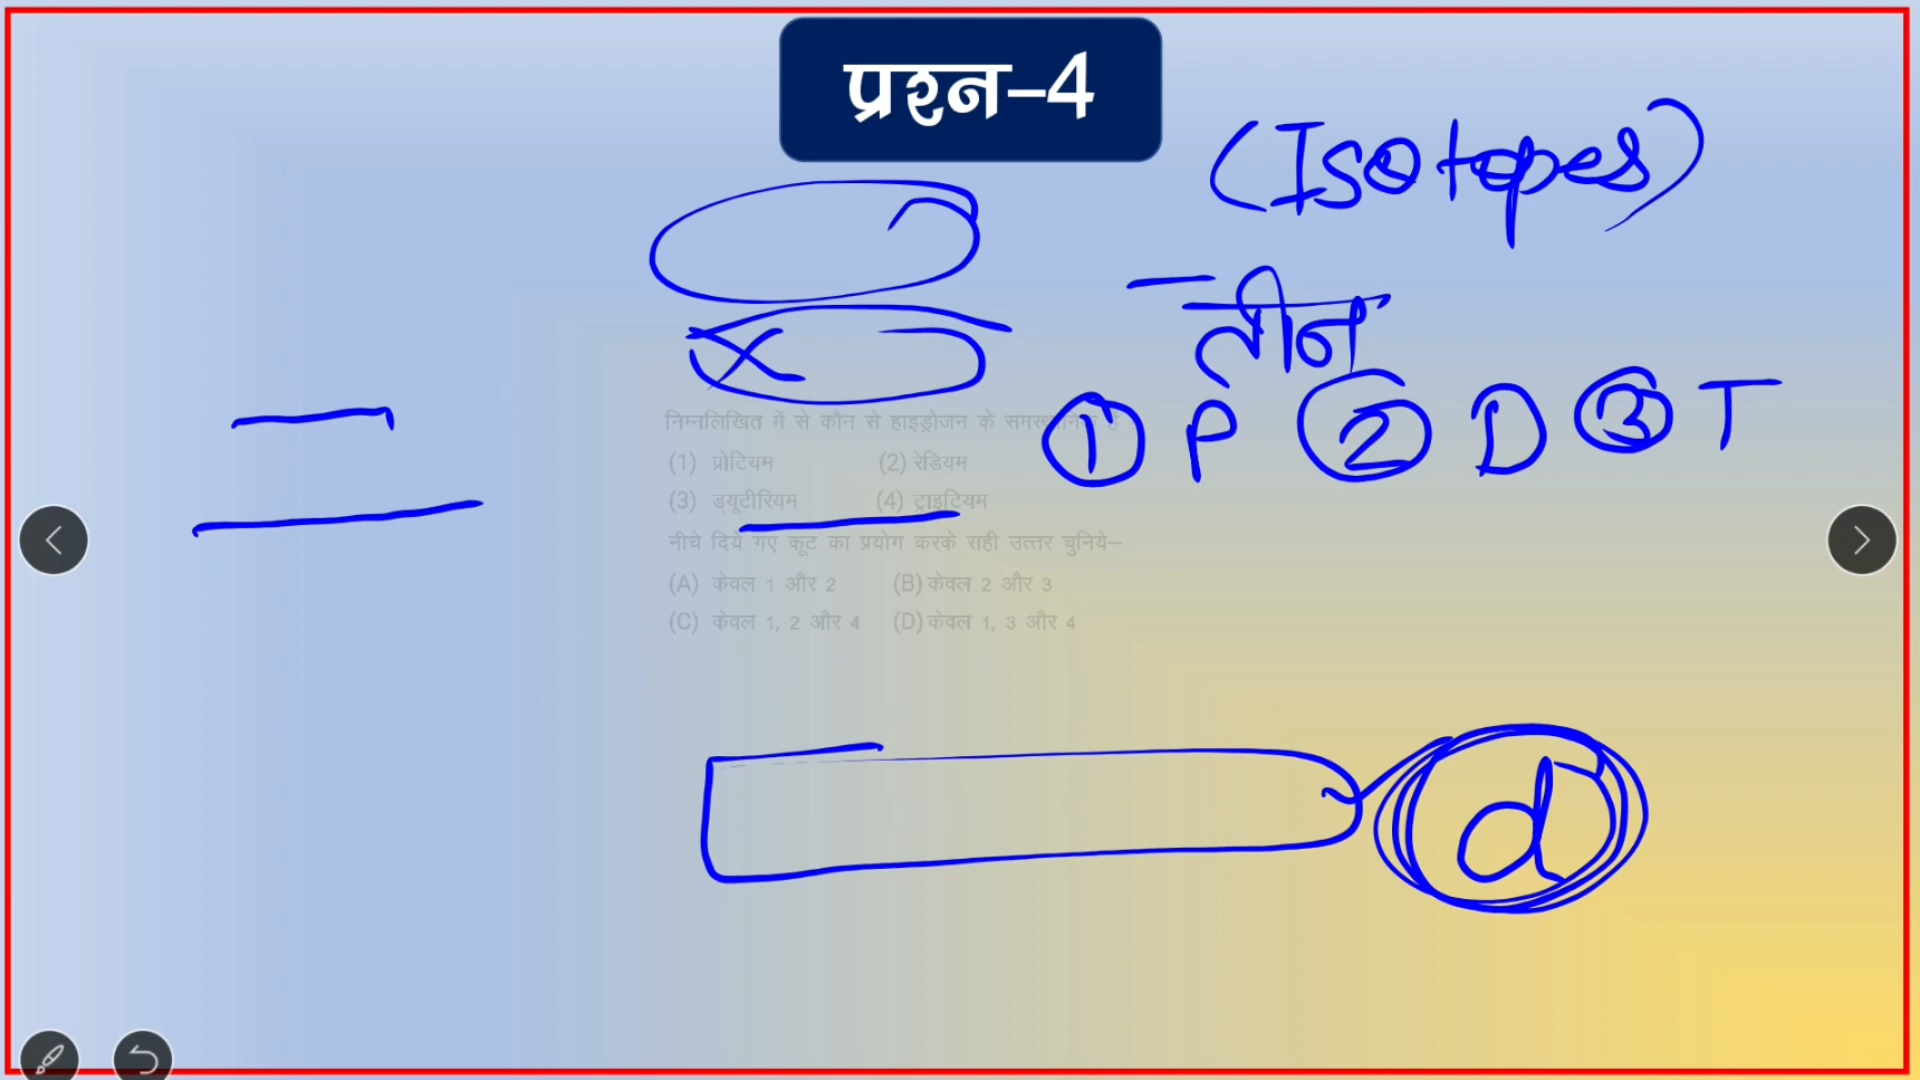 प्रश्न–4
(Isotopes)
तीन
① P ② D ③ T
निम्नलिखित में से कौन से हाइड्रोजन के समस्थानिक हैं
(1) प्रोटियम (2) रेडियम
(3) ड्यूटीरियम (4) ट्राइटियम
नीचे दिये गए कूट का प्रयोग करके सही उत्तर चुनिये–
(A) केवल 1 और 2 (B) केवल 2 और 3
(C) केवल 1, 2 और 4 (D) केवल 1, 3 और 4
d